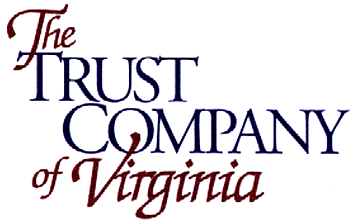 The
TRUST
COMPANY
of Virginia